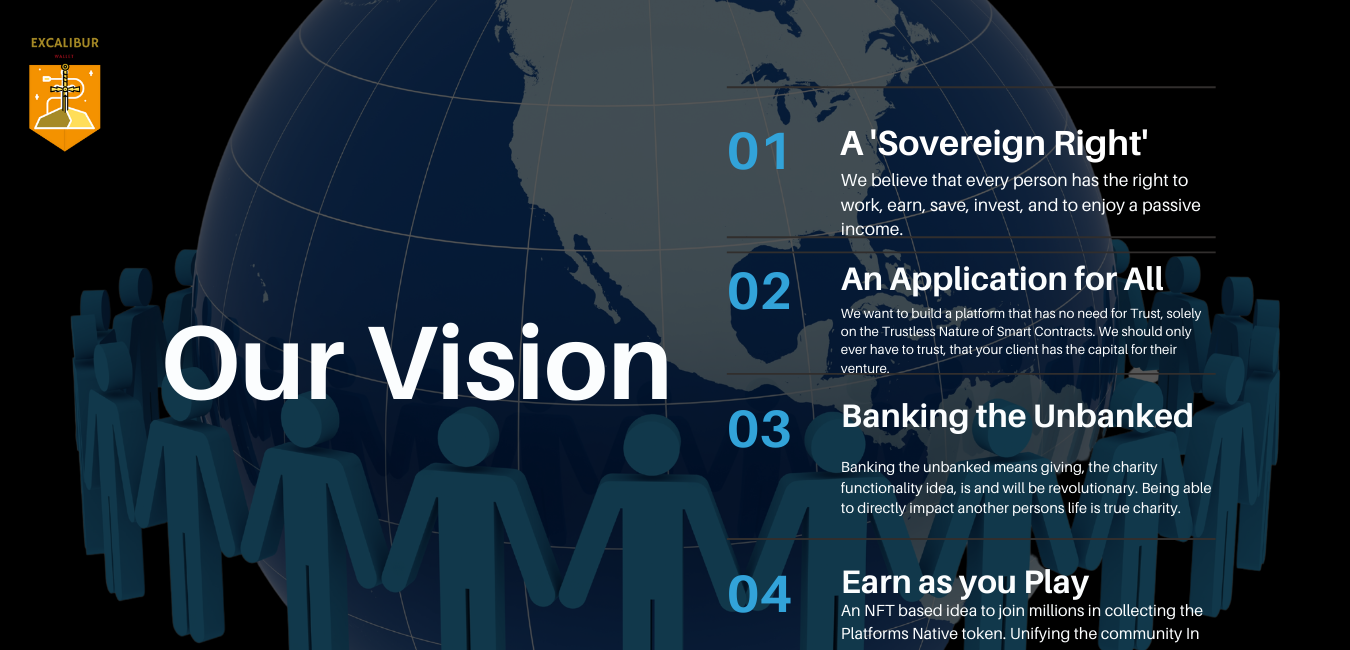 EXCALIBUR
WALLET
Our Vision
01
A 'Sovereign Right'
We believe that every person has the right to
work, earn, save, invest, and to enjoy a passive
income.
02
An Application for All
We want to build a platform that has no need for Trust, solely
on the Trustless Nature of Smart Contracts. We should only
ever have to trust, that your client has the capital for their
venture.
03
Banking the Unbanked
Banking the unbanked means giving, the charity
functionality idea, is and will be revolutionary. Being able
to directly impact another persons life is true charity.
04
Earn as you Play
An NFT based idea to join millions in collecting the
Platforms Native token. Unifying the community In